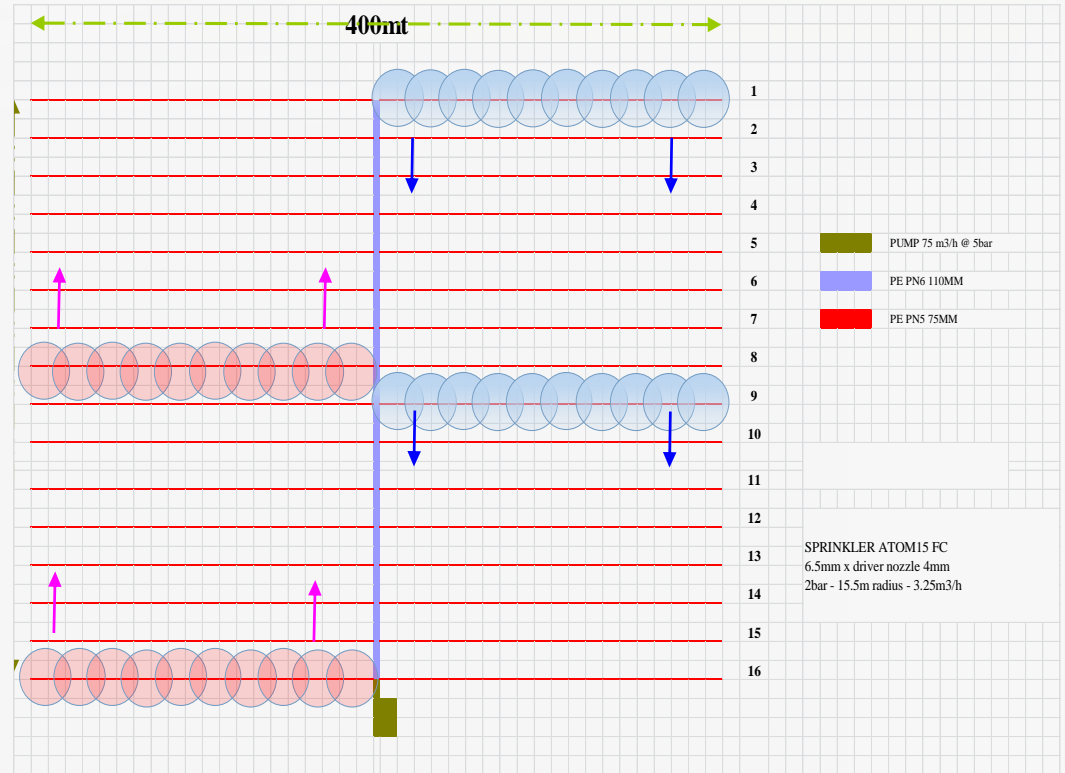 400mt
1
2
3
4
5
PUMP 75 m3/h @ 5bar
6
PE PN6 110MM
7
PE PN5 75MM
8
9
10
11
12
13
SPRINKLER ATOM15 FC
6.5mm x driver nozzle 4mm
2bar - 15.5m radius - 3.25m3/h
14
15
16